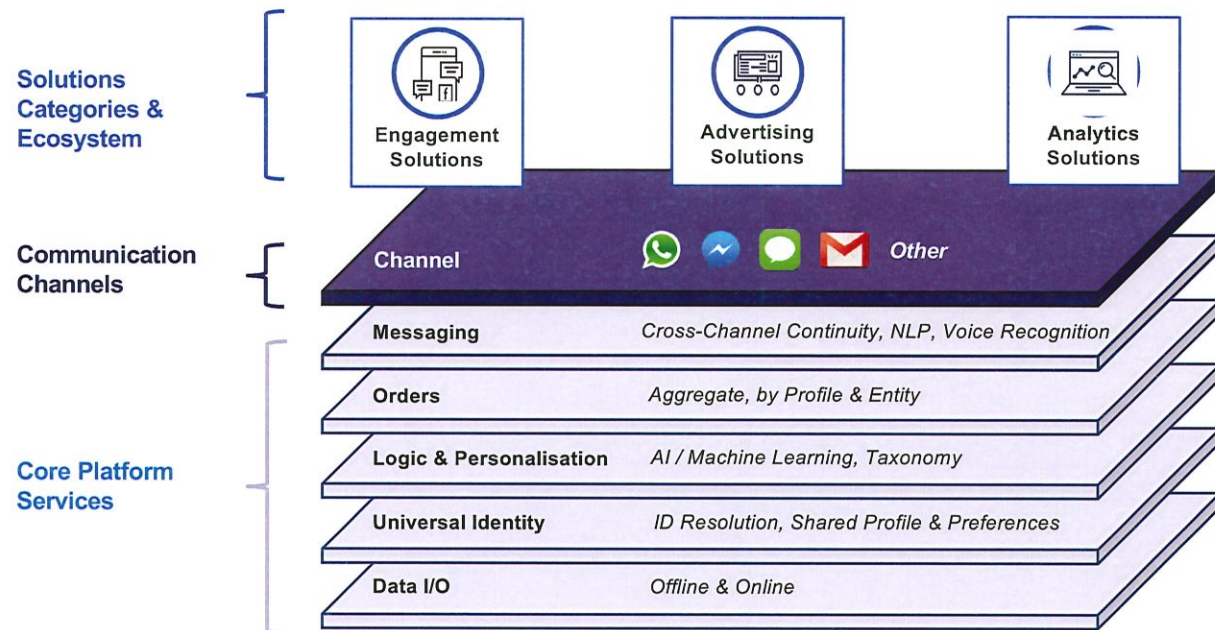 Solutions
Categories &
Ecosystem
Engagement
Solutions
Advertising
Solutions
Analytics
Solutions
Communication
Channels
Channel
Other
Messaging
Cross-Channel Continuity, NLP, Voice Recognition
Orders
Aggregate, by Profile & Entity
Core Platform
Services
Logic & Personalisation
AI / Machine Learning, Taxonomy
Universal Identity
ID Resolution, Shared Profile & Preferences
Data I/O
Offline & Online